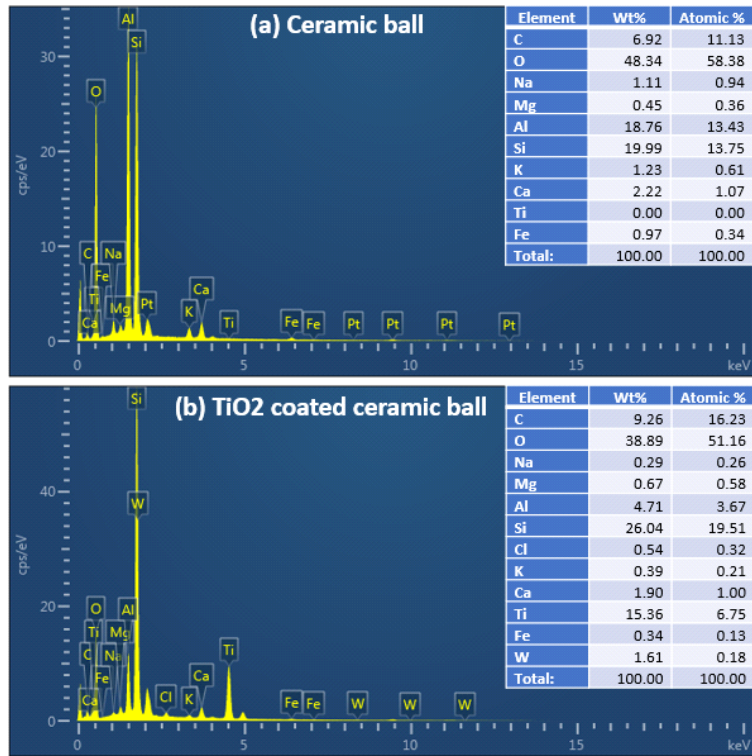 (a) Ceramic ball
Element Wt% Atomic %
C 6.92 11.13
O 48.34 58.38
Na 1.11 0.94
Mg 0.45 0.36
Al 18.76 13.43
Si 19.99 13.75
K 1.23 0.61
Ca 2.22 1.07
Ti 0.00 0.00
Fe 0.97 0.34
Total: 100.00 100.00
cps/eV
30
20
10
0
Al
Si
O
C Na
Fe
Ti
Ca Mg Pt K Ca Ti Fe Fe Pt Pt Pt Pt
0 5 10 15 keV
(b) TiO2 coated ceramic ball
Element Wt% Atomic %
C 9.26 16.23
O 38.89 51.16
Na 0.29 0.26
Mg 0.67 0.58
Al 4.71 3.67
Si 26.04 19.51
Cl 0.54 0.32
K 0.39 0.21
Ca 1.90 1.00
Ti 15.36 6.75
Fe 0.34 0.13
W 1.61 0.18
Total: 100.00 100.00
cps/eV
40
20
0
Si
W
O Al
Ti Mg
C Na Ti
Fe Ca
Ca Cl K Fe Fe W W W
0 5 10 15 keV